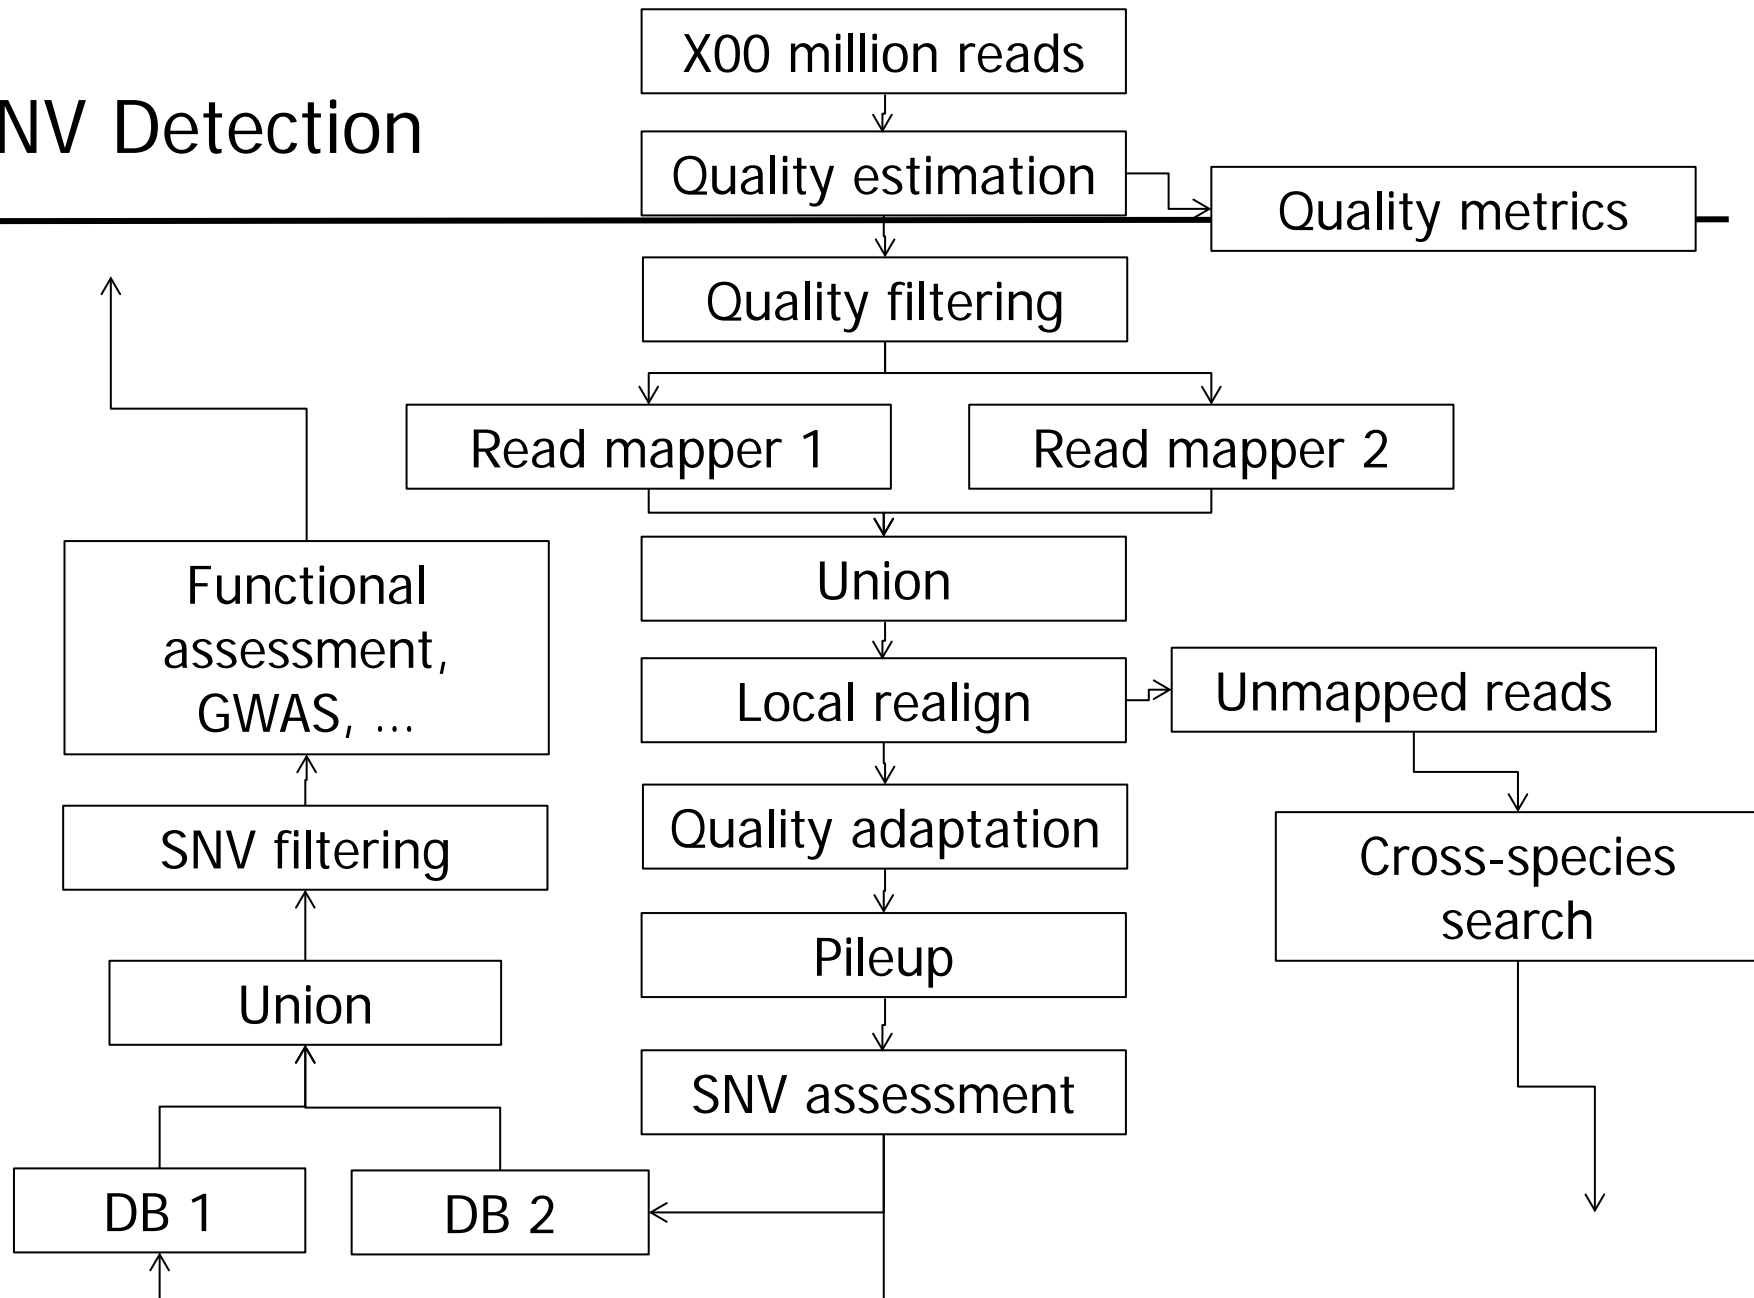 NV Detection
X00 million reads
Quality estimation
Quality metrics
Quality filtering
Read mapper 1
Read mapper 2
Union
Local realign
Unmapped reads
Quality adaptation
Cross-species
search
Pileup
SNV assessment
DB 1
DB 2
Union
SNV filtering
Functional
assessment,
GWAS, ...